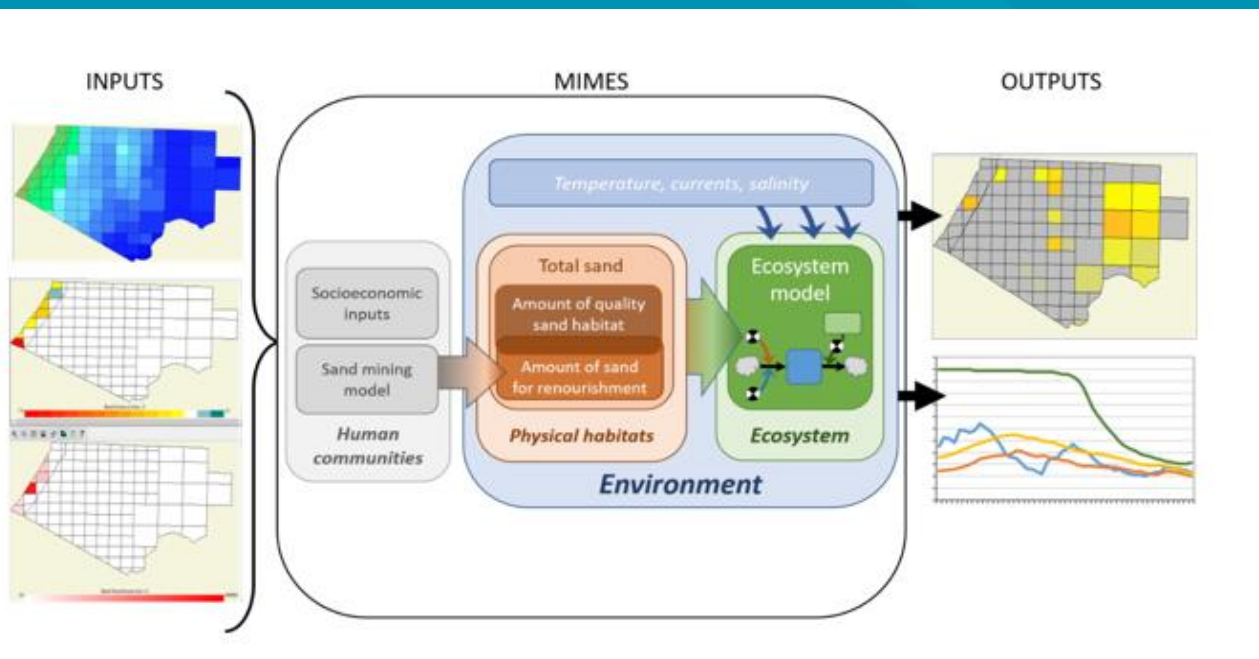 INPUTS
MIMES
OUTPUTS
Temperature, currents, salinity
Socioeconomic
inputs
Sand mining
model
Human
communities
Total sand
Amount of quality
sand habitat
Amount of sand
for renourishment
Physical habitats
Ecosystem
model
Ecosystem
Environment